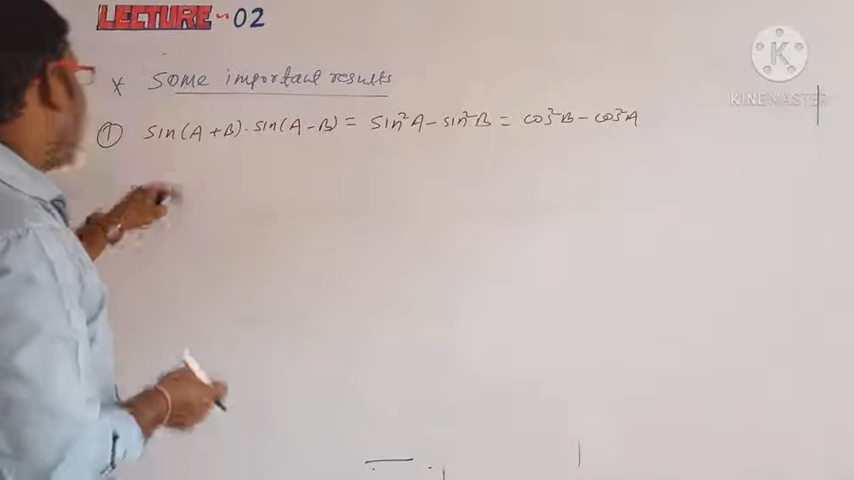 LECTURE-02
* Some important results
① sin(A+B).sin(A-B) = sin²A - sin²B = cos²B - cos²A
K
KINEMASTER